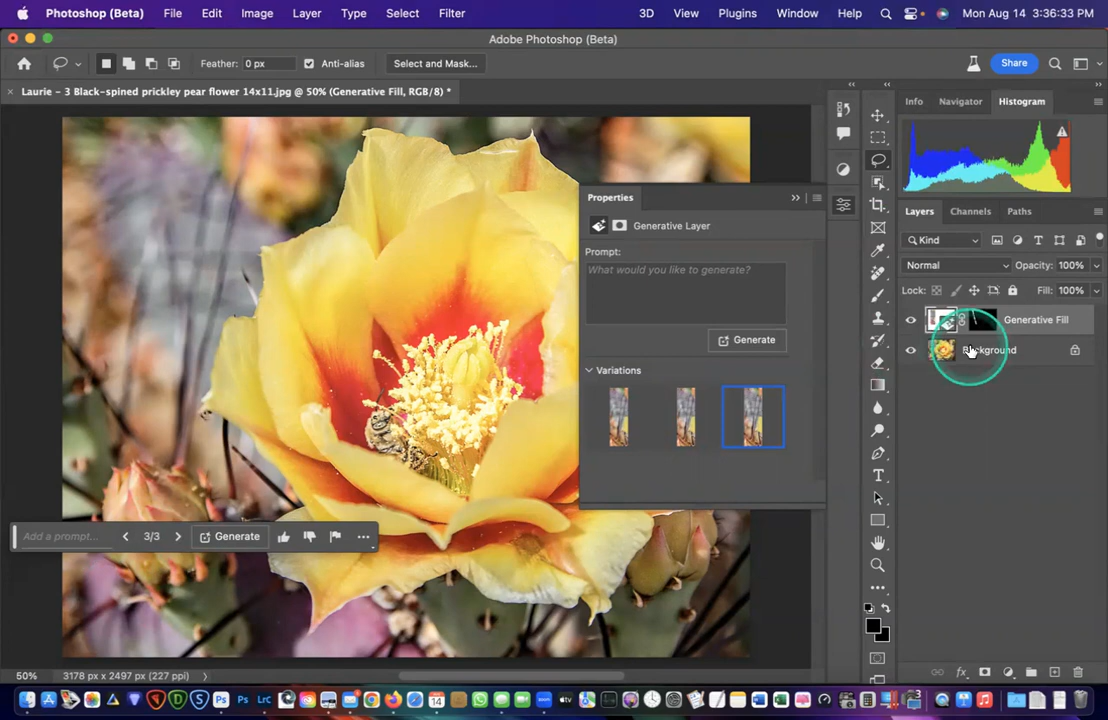 Photoshop (Beta) File Edit Image Layer Type Select Filter 3D View Plugins Window Help Mon Aug 14 3:36:33 PM
Adobe Photoshop (Beta)
Feather: 0 px Anti-alias Select and Mask... Share
Laurie - 3 Black-spined prickley pear flower 14x11.jpg @ 50% (Generative Fill, RGB/8) *
Info Navigator Histogram
Properties
Generative Layer
Prompt:
What would you like to generate?
Generate
Variations
Layers Channels Paths
Kind
Normal Opacity: 100%
Lock: Fill: 100%
Generative Fill
Background
Add a prompt... 3/3 Generate
50% 3178 px x 2497 px (227 ppi)